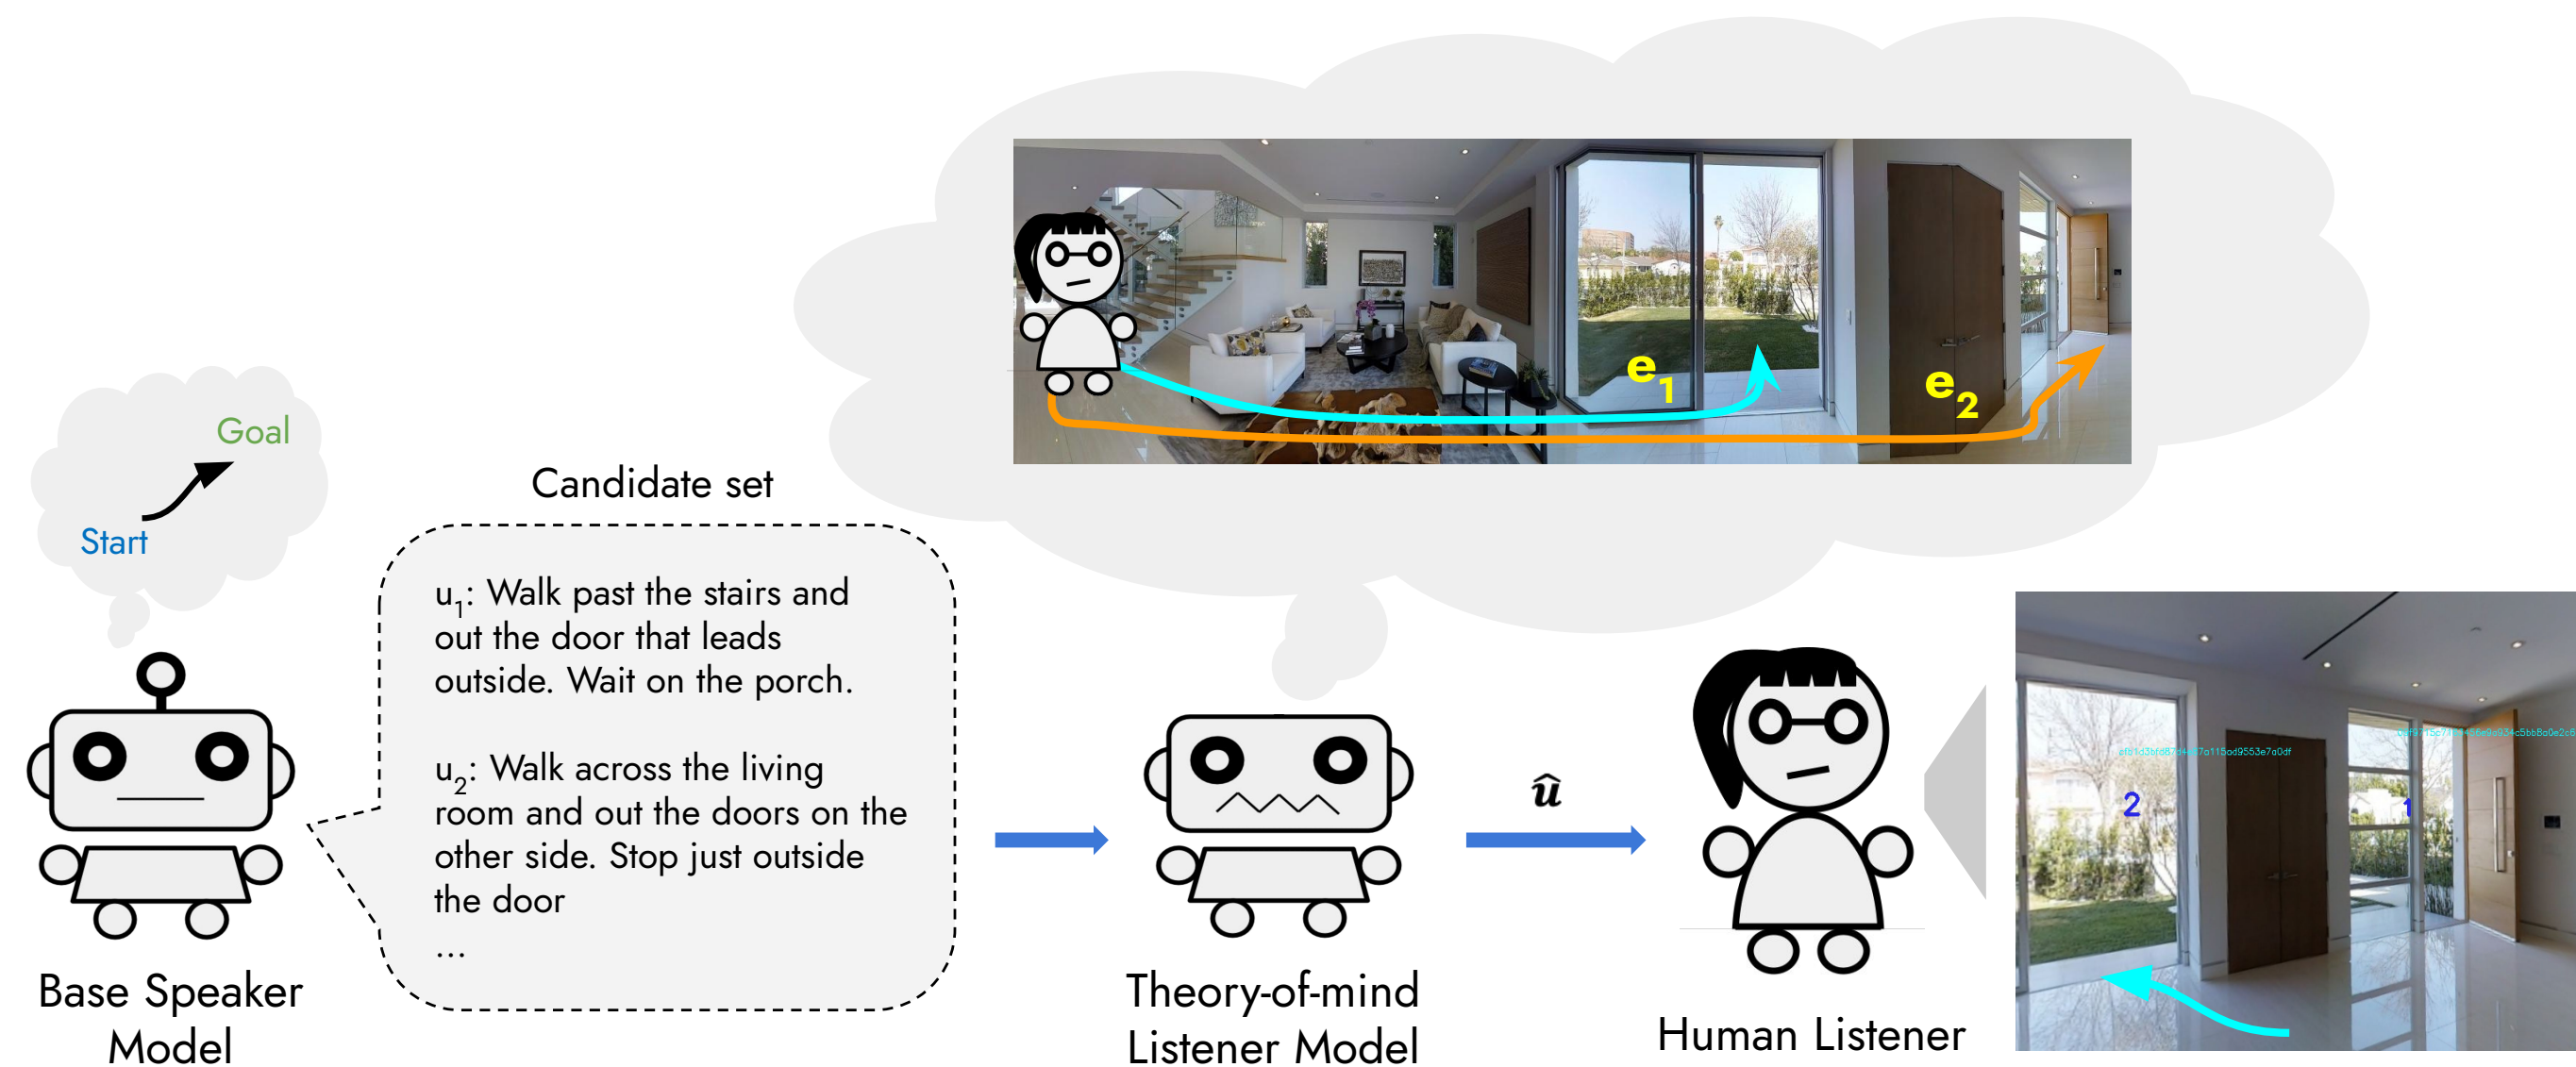 Goal
Start
Candidate set
u1: Walk past the stairs and
out the door that leads
outside. Wait on the porch.
u2: Walk across the living
room and out the doors on the
other side. Stop just outside
the door
...
Base Speaker
Model
e1
e2
Theory-of-mind
Listener Model
û
Human Listener
2
1